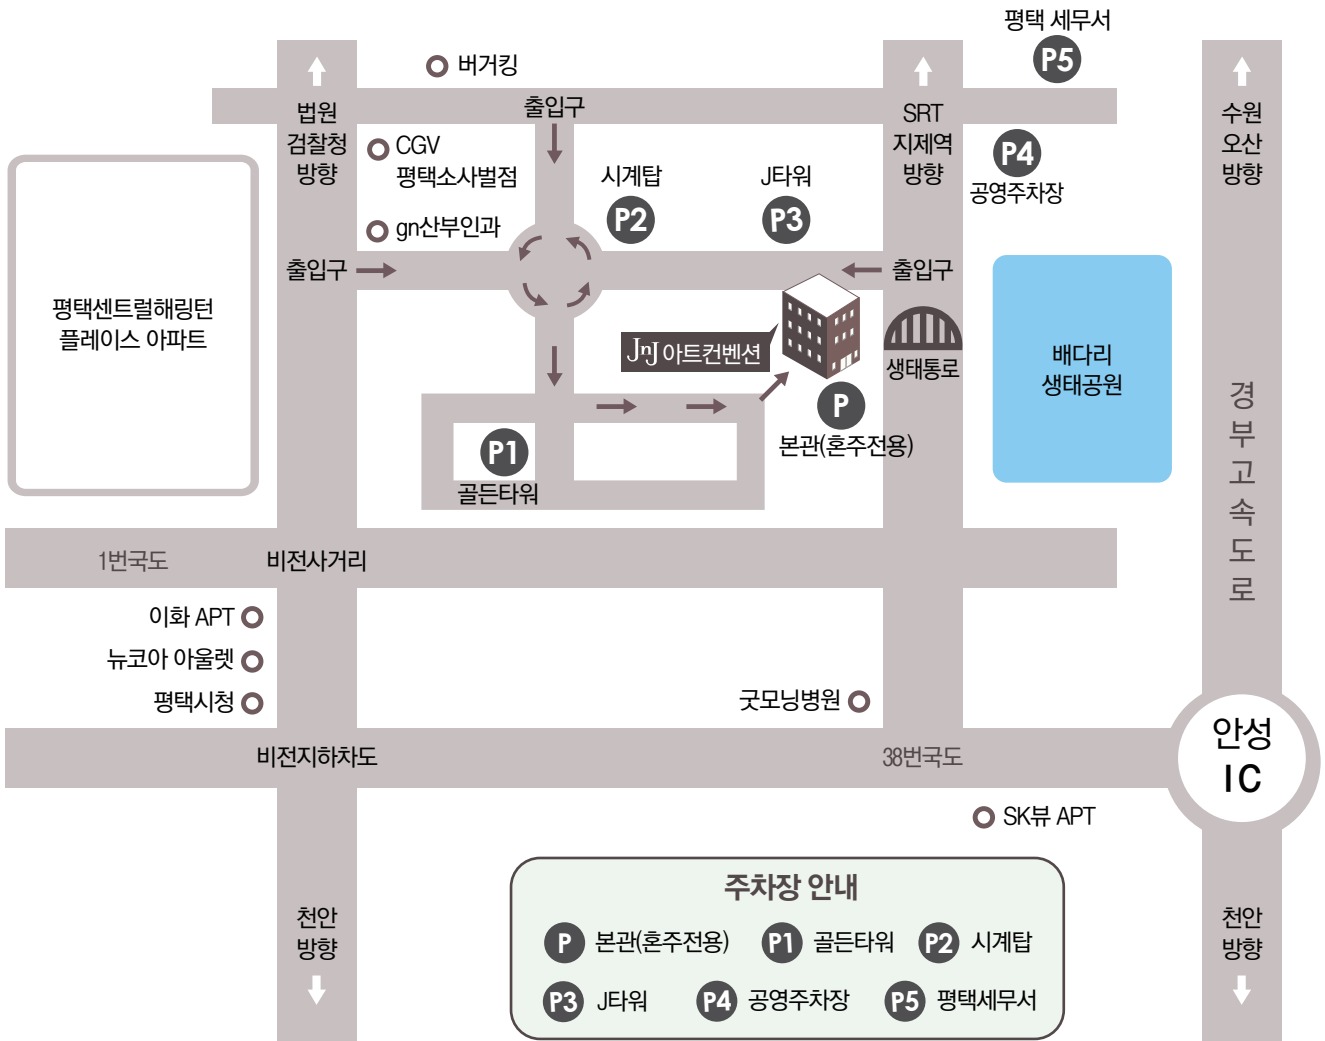 평택 세무서
P5
버거킹
출입구
법원
검찰청
방향
SRT
지제역
방향
수원
오산
방향
CGV
평택소사벌점
시계탑
P2
J타워
P3
P4
공영주차장
gn산부인과
출입구
출입구
평택센트럴해링턴
플레이스 아파트
JnJ 아트컨벤션
생태통로
배다리
생태공원
P
본관(혼주전용)
P1
골든타워
경
부
고
속
도
로
1번국도
비전사거리
이화 APT
뉴코아 아울렛
평택시청
굿모닝병원
비전지하차도
38번국도
안성
IC
SK뷰 APT
천안
방향
천안
방향
주차장 안내
P 본관(혼주전용) P1 골든타워 P2 시계탑
P3 J타워 P4 공영주차장 P5 평택세무서